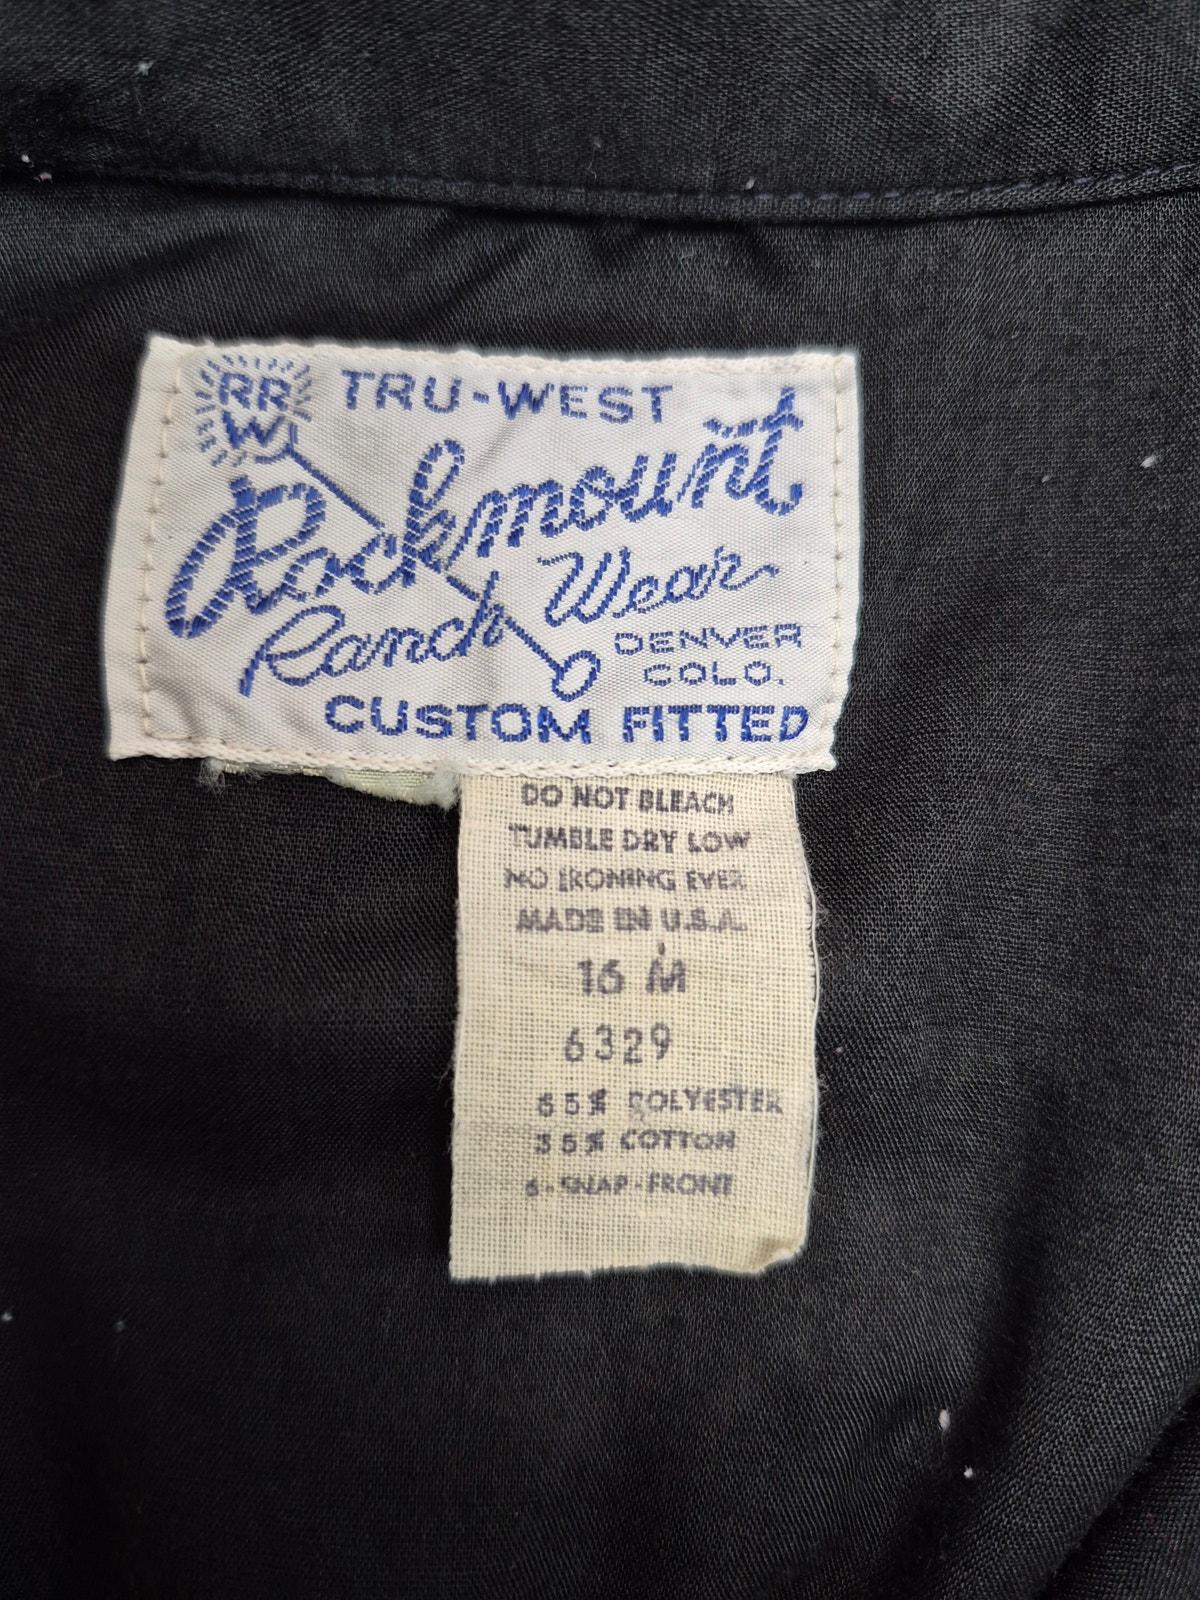 RR
W
TRU-WEST
Rockmount
Ranch Wear
DENVER
COLO.
CUSTOM FITTED
DO NOT BLEACH
TUMBLE DRY LOW
NO IRONING EVER
MADE IN U.S.A.
16 M
6329
65% POLYESTER
35% COTTON
6-SNAP-FRONT